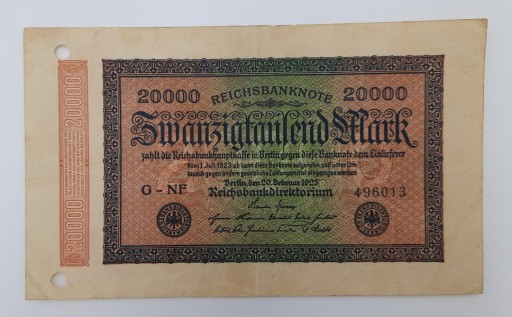 20000 REICHSBANKNOTE 20000
Zwanzigtausend Mark
zahlt die Reichsbankhauptkasse in Berlin gegen diese Banknote dem Einlieferer
Vom 1. Juli 1923 ab kann diese Banknote aufgerufen und unter Um-
tausch gegen andere gesetzliche Zahlungsmittel eingezogen werden
Berlin, den 20. Februar 1923
G - NF Reichsbankdirektorium 496013
20000
20000